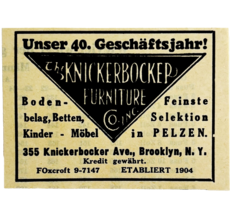 Unser 40. Geschäftsjahr!
THE KNICKERBOCKER
FURNITURE
CO. INC.
Boden-
belag, Betten,
Kinder - Möbel
Feinste
Selektion
in PELZEN.
355 Knickerbocker Ave., Brooklyn, N. Y.
Kredit gewährt.
FOxcroft 9-7147 ETABLIERT 1904